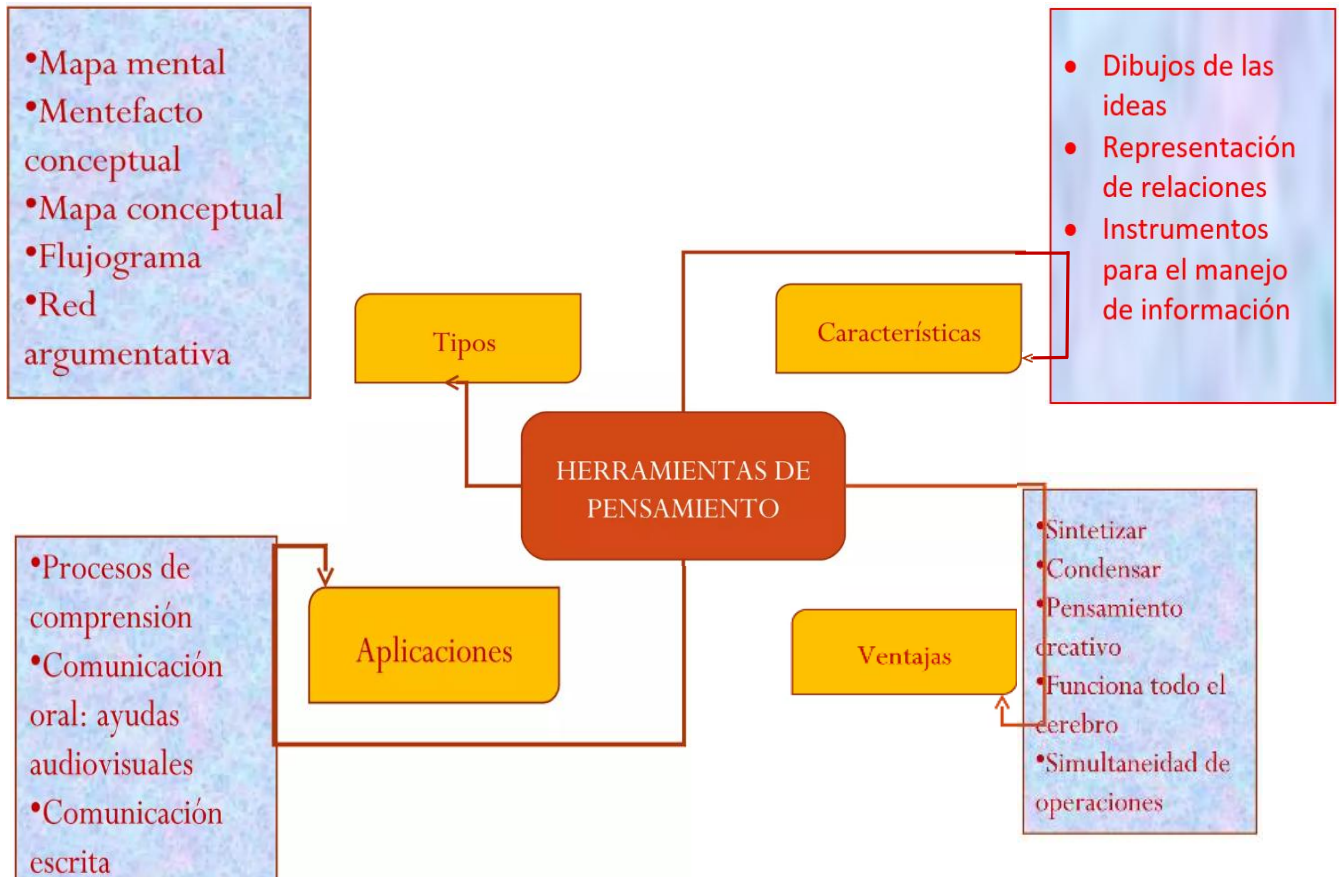 •Mapa mental
•Mentefacto
conceptual
•Mapa conceptual
•Flujograma
•Red
argumentativa
• Dibujos de las
ideas
• Representación
de relaciones
• Instrumentos
para el manejo
de información
Tipos
Característícas
HERRAMIENTAS DE
PENSAMIENTO
•Procesos de
comprensión
•Comunicación
oral: ayudas
audiovisuales
•Comunicación
escrita
Aplicaciones
Ventajas
•Sintetizar
•Condensar
•Pensamiento
creativo
•Funciona todo el
cerebro
•Simultaneidad de
operaciones